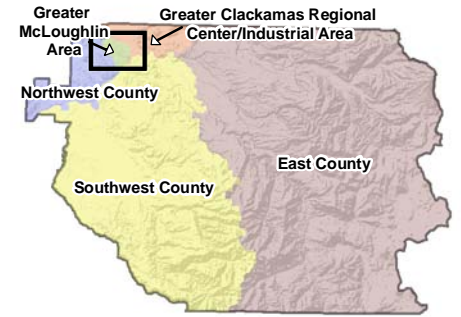 Greater
McLoughlin
Area
Greater Clackamas Regional
Center/Industrial Area
Northwest County
East County
Southwest County